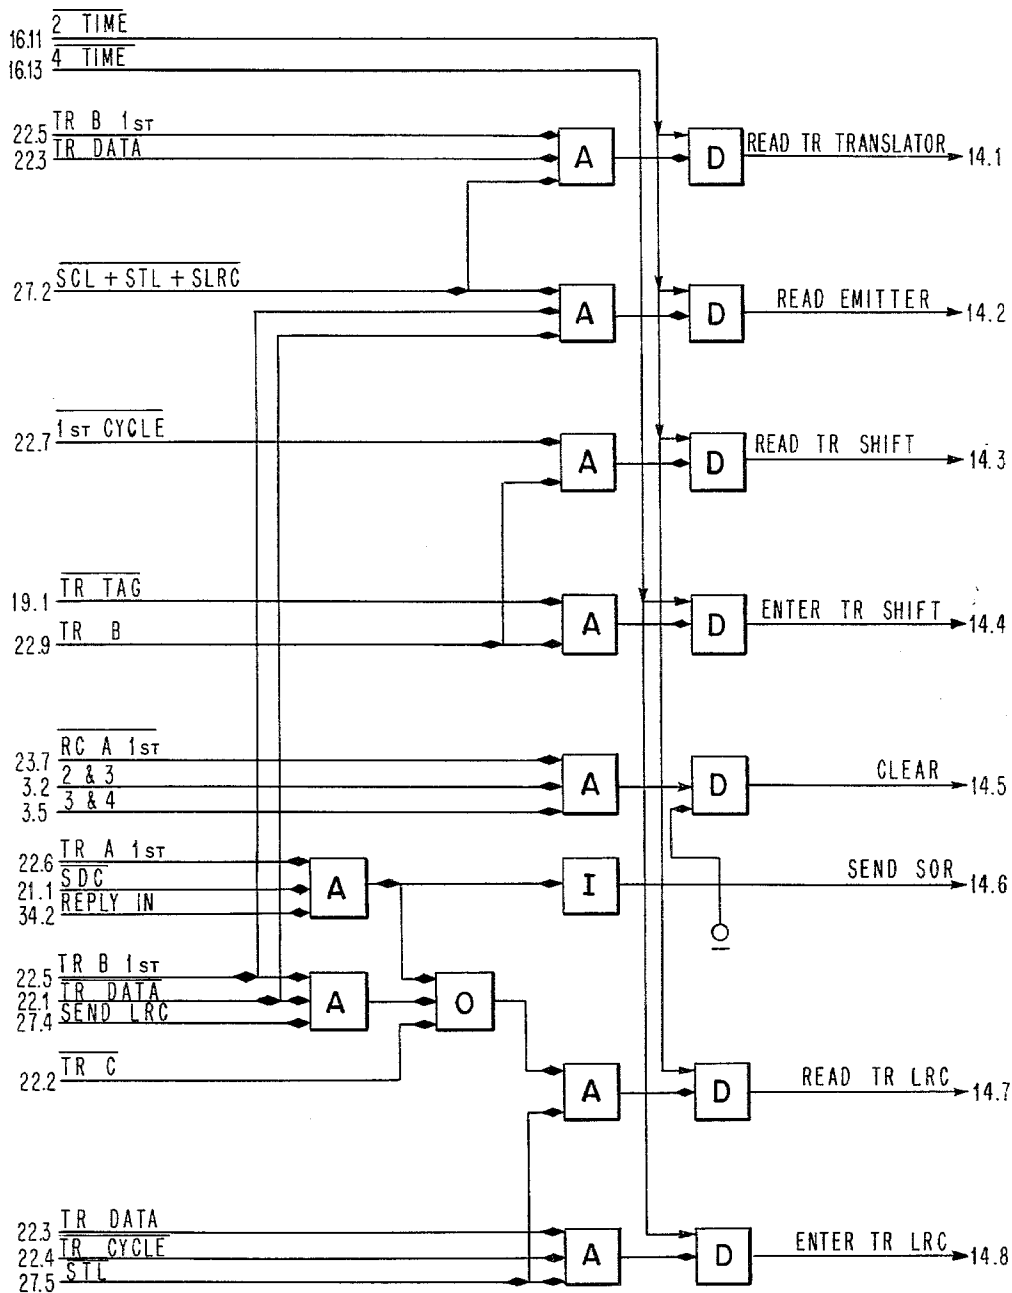 16.11 2 TIME
16.13 4 TIME
22.5 TR B 1ST
223 TR DATA
A D READ TR TRANSLATOR 14.1
27.2 SCL + STL + SLRC
A D READ EMITTER 14.2
22.7 1ST CYCLE
A D READ TR SHIFT 14.3
19.1 TR TAG
22.9 TR B
A D ENTER TR SHIFT 14.4
23.7 RC A 1ST
3.2 2 & 3
3.5 3 & 4
A D CLEAR 14.5
22.6 TR A 1ST
21.1 SDC
34.2 REPLY IN
A I SEND SOR 14.6
22.5 TR B 1ST
22.1 TR DATA
27.4 SEND LRC
A O
22.2 TR C
A D READ TR LRC 14.7
22.3 TR DATA
22.4 TR CYCLE
27.5 STL
A D ENTER TR LRC 14.8